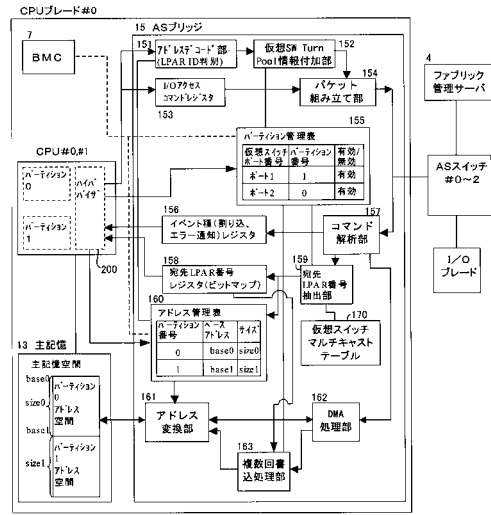 CPUブレード#0
7
BMC
15 ASブリッジ
151
アドレスデコード部
(LPAR ID判別)
仮想SW Turn
Pool情報付加部
152
I/Oアクセス
コマンドレジスタ
153
パケット
組み立て部
154
4
ファブリック
管理サーバ
155
パーティション管理表
仮想スイッチ
ポート番号
パーティション
番号
有効/
無効
ポート1 1 有効
ポート2 0 有効
ASスイッチ
#0～2
I/O
ブレード
CPU#0,#1
パーティション
0
ハイパ
バイザ
パーティション
1
200
156
イベント種(割り込、
エラー通知)レジスタ
157
コマンド
解析部
158
宛先LPAR番号
レジスタ(ビットマップ)
159
宛先
LPAR番号
抽出部
170
仮想スイッチ
マルチキャスト
テーブル
160
アドレス管理表
パーティション
番号
ベース
アドレス
サイズ
0 base0 size0
1 base1 size1
13 主記憶
主記憶空間
base0
size0
パーティション
0
アドレス
空間
base1
size1
パーティション
1
アドレス
空間
161
アドレス
変換部
162
DMA
処理部
163
複数回書
込処理部